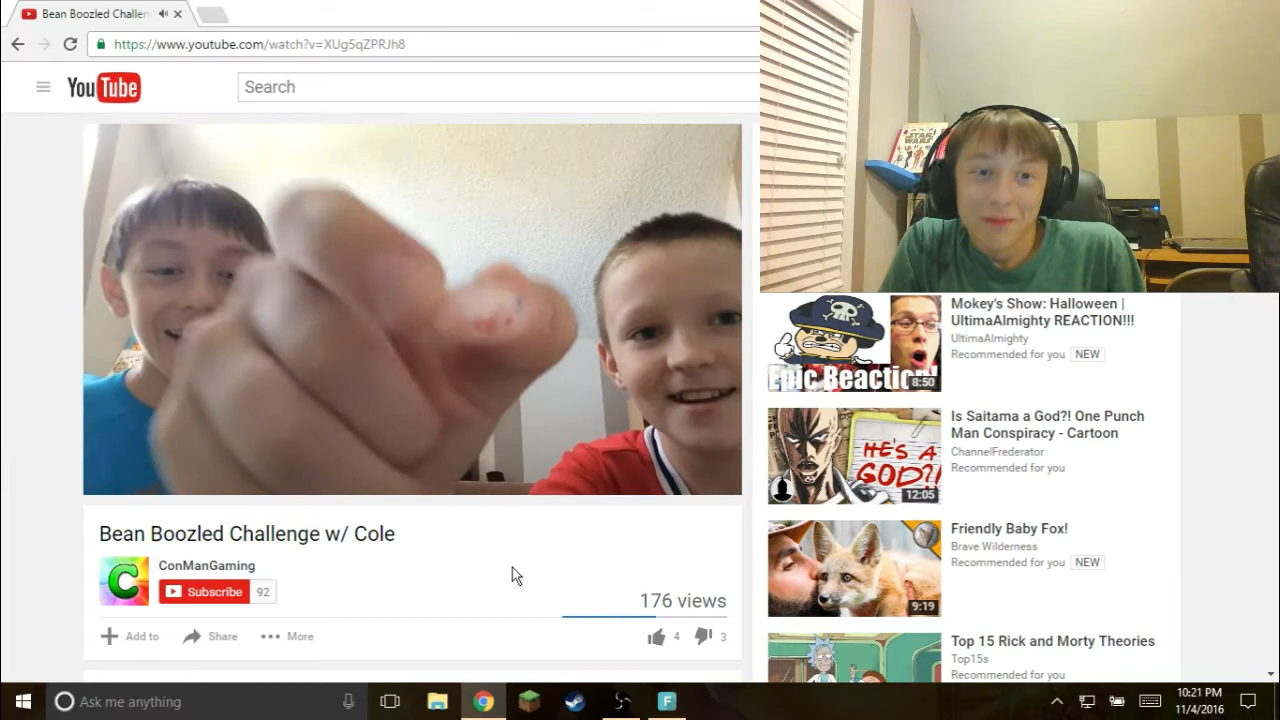 Bean Boozled Challen
https://www.youtube.com/watch?v=XUg5qZPRJh8
YouTube
Search
STAR
WARS
Mokey's Show: Halloween |
UltimaAlmighty REACTION!!!
UltimaAlmighty
Recommended for you NEW
Epic Reaction!
8:50
Is Saitama a God?! One Punch
Man Conspiracy - Cartoon
ChannelFrederator
Recommended for you
HE'S A
GOD?!
12:05
Bean Boozled Challenge w/ Cole
C
ConManGaming
Subscribe 92
176 views
Add to Share More 4 3
Friendly Baby Fox!
Brave Wilderness
Recommended for you NEW
9:19
Top 15 Rick and Morty Theories
Top15s
Recommended for you
Ask me anything
F
10:21 PM
11/4/2016